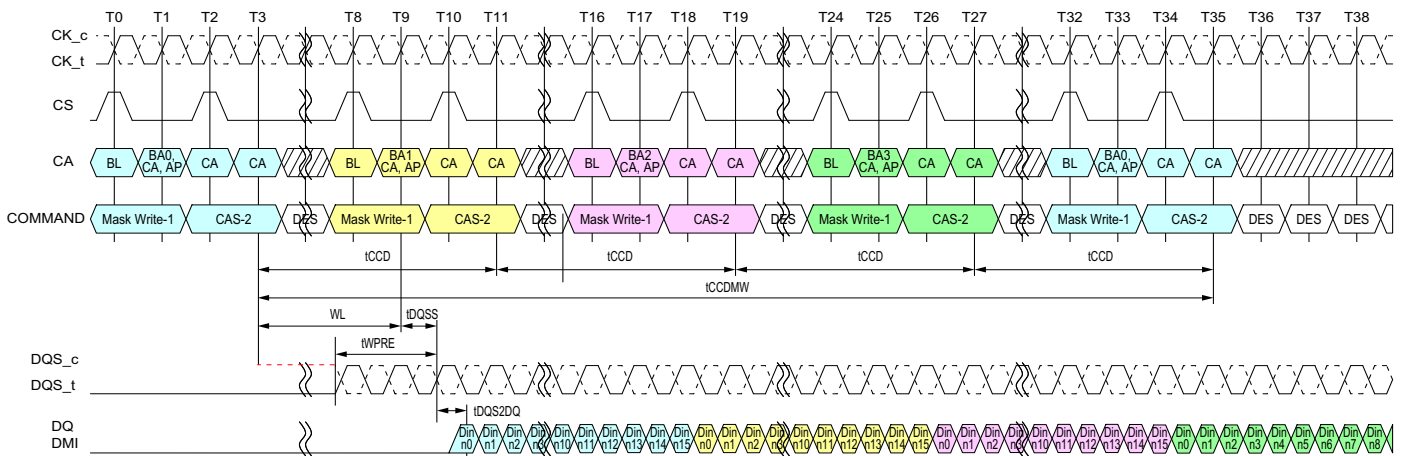 T0 T1 T2 T3 T8 T9 T10 T11 T16 T17 T18 T19 T24 T25 T26 T27 T32 T33 T34 T35 T36 T37 T38
CK_c
CK_t
CS
CA BL BA0, CA, AP CA CA BL BA1 CA, AP CA CA BL BA2 CA, AP CA CA BL BA3 CA, AP CA CA BL BA0, CA, AP CA CA
COMMAND Mask Write-1 CAS-2 DES Mask Write-1 CAS-2 DES Mask Write-1 CAS-2 DES Mask Write-1 CAS-2 DES Mask Write-1 CAS-2 DES DES DES
tCCD tCCD tCCD tCCD
tCCDMW
WL tDQSS
tWPRE
DQS_c
DQS_t
tDQS2DQ
DQ Din Din Din Din Din Din Din Din Din Din Din Din Din Din Din Din Din Din Din Din Din Din Din Din Din Din Din Din Din Din Din Din Din Din Din Din Din Din Din
DMI n0 n1 n2 n10 n11 n12 n13 n14 n15 n0 n1 n2 n10 n11 n12 n13 n14 n15 n0 n1 n2 n10 n11 n12 n13 n14 n15 n0 n1 n2 n3 n4 n5 n6 n7 n8